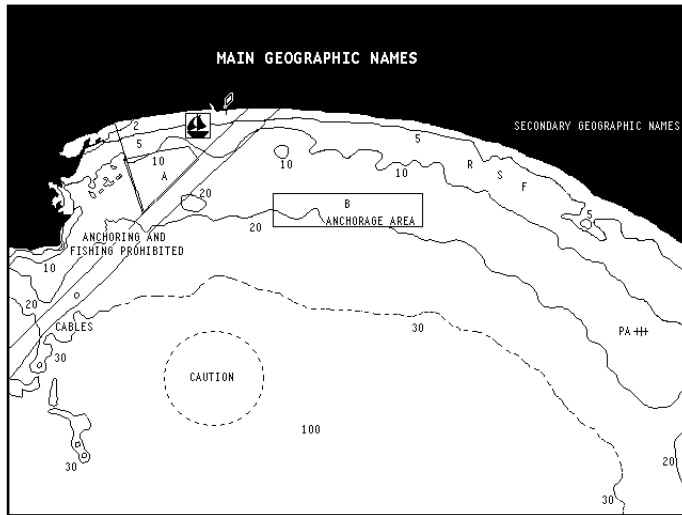 MAIN GEOGRAPHIC NAMES
2
5
SECONDARY GEOGRAPHIC NAMES
5
10
10
R
S
F
10
A
20
B
ANCHORAGE AREA
5
20
ANCHORING AND
FISHING PROHIBITED
10
20
CABLES
30
PA
30
CAUTION
100
30
20
30